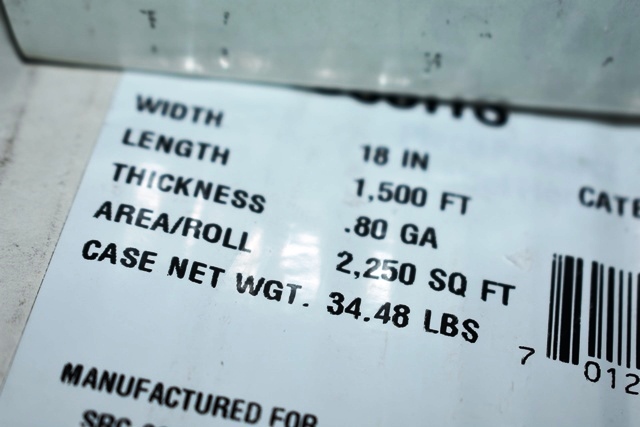 WIDTH 18 IN
LENGTH 1,500 FT
THICKNESS .80 GA
AREA/ROLL 2,250 SQ FT
CASE NET WGT. 34.48 LBS
CATE
7 012
MANUFACTURED FOR